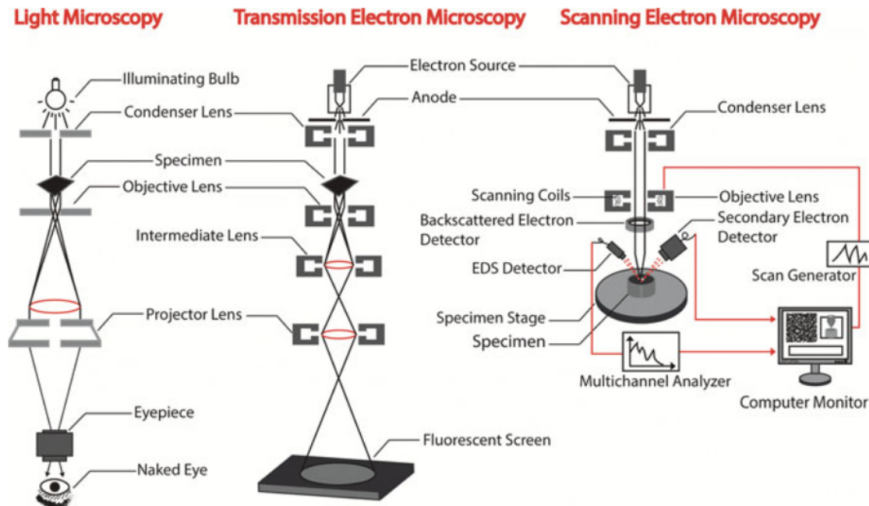 Light Microscopy
Transmission Electron Microscopy
Scanning Electron Microscopy
Illuminating Bulb
Condenser Lens
Specimen
Objective Lens
Intermediate Lens
Projector Lens
Eyepiece
Naked Eye
Fluorescent Screen
Electron Source
Anode
Condenser Lens
Scanning Coils
Objective Lens
Backscattered Electron
Detector
Secondary Electron
Detector
EDS Detector
Scan Generator
Specimen Stage
Specimen
Multichannel Analyzer
Computer Monitor